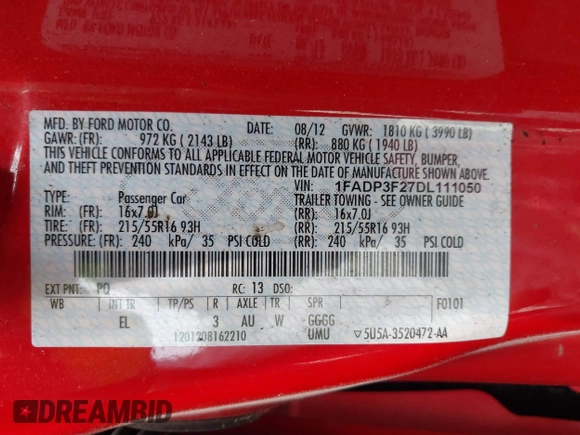 MFD. BY FORD MOTOR CO. DATE: 08/12 GVWR: 1810 KG ( 3990 LB)
GAWR: (FR): 972 KG ( 2143 LB) (RR): 880 KG ( 1940 LB)
THIS VEHICLE CONFORMS TO ALL APPLICABLE FEDERAL MOTOR VEHICLE SAFETY, BUMPER,
AND THEFT PREVENTION STANDARDS IN EFFECT ON THE DATE OF MANUFACTURE SHOWN ABOVE.
VIN: 1FADP3F27DL111050
TYPE: Passenger Car TRAILER TOWING - SEE OWNER GUIDE
RIM: (FR): 16x7.0J (RR): 16x7.0J
TIRE: (FR): 215/55R16 93H (RR): 215/55R16 93H
PRESSURE: (FR): 240 kPa/ 35 PSI COLD (RR): 240 kPa/ 35 PSI COLD
EXT PNT: PQ RC: 13 DSO:
WB INT TR TP/PS R AXLE TR SPR F0101
EL 3 AU W GGGG
1201208162210 UMU ▽5U5A-3520472-AA
DREAMBID